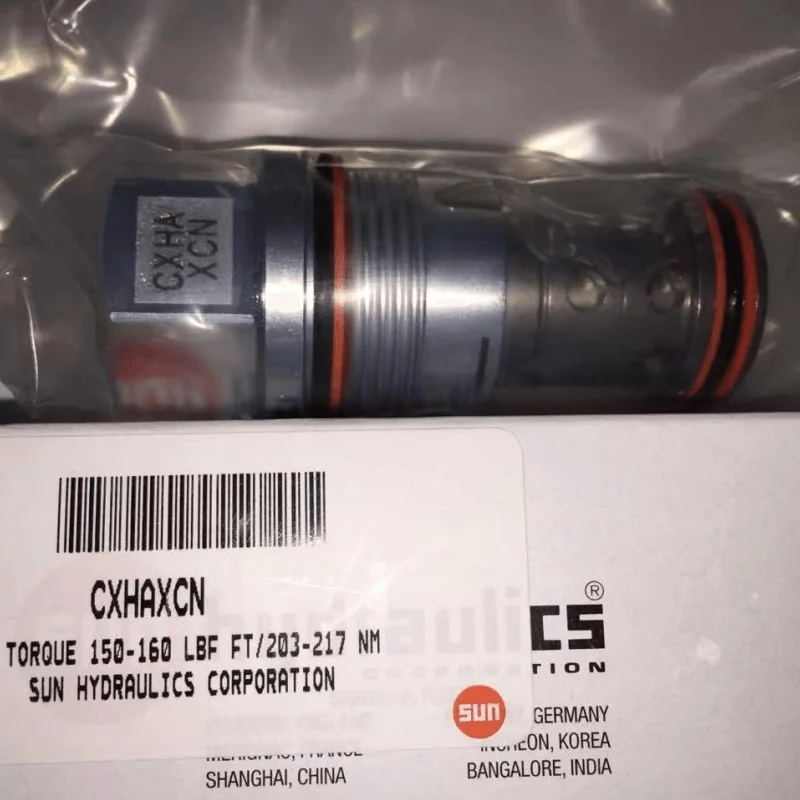 CXHA
XCN
CXHAXCN
TORQUE 150-160 LBF FT/203-217 NM
SUN HYDRAULICS CORPORATION
sun
®
GERMANY
INCHEON, KOREA
SHANGHAI, CHINA
BANGALORE, INDIA